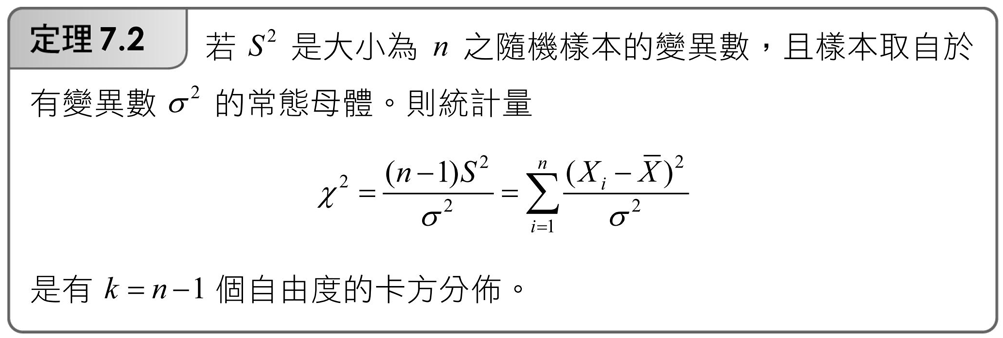 定理 7.2 若 S² 是大小為 n 之隨機樣本的變異數，且樣本取自於
有變異數 σ² 的常態母體。則統計量
χ² = (n−1)S² / σ² = ∑_{i=1}^{n} (X_i − X̄)² / σ²
是有 k = n−1 個自由度的卡方分佈。